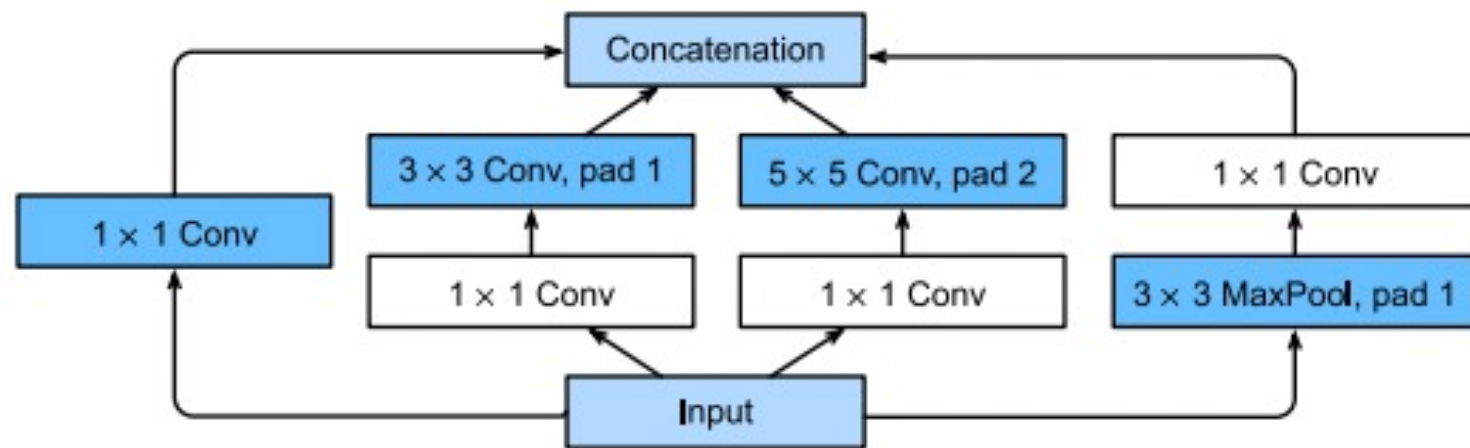 Concatenation
3 × 3 Conv, pad 1
5 × 5 Conv, pad 2
1 × 1 Conv
1 × 1 Conv
1 × 1 Conv
1 × 1 Conv
3 × 3 MaxPool, pad 1
Input